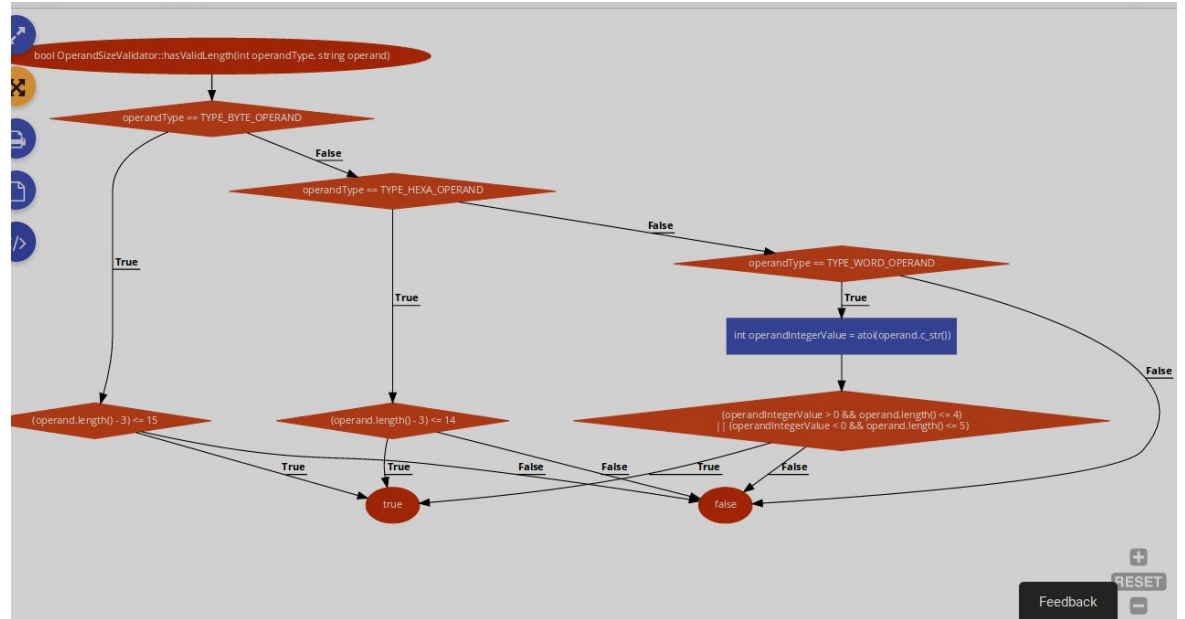 bool OperandSizeValidator::hasValidLength(int operandType, string operand)
operandType == TYPE_BYTE_OPERAND
False
operandType == TYPE_HEXA_OPERAND
False
operandType == TYPE_WORD_OPERAND
True
True
True
int operandIntegerValue = atoi(operand.c_str())
False
(operand.length() - 3) <= 15
(operand.length() - 3) <= 14
(operandIntegerValue > 0 && operand.length() <= 4)
|| (operandIntegerValue < 0 && operand.length() <= 5)
True
True
False
False
True
False
true
false
RESET
Feedback